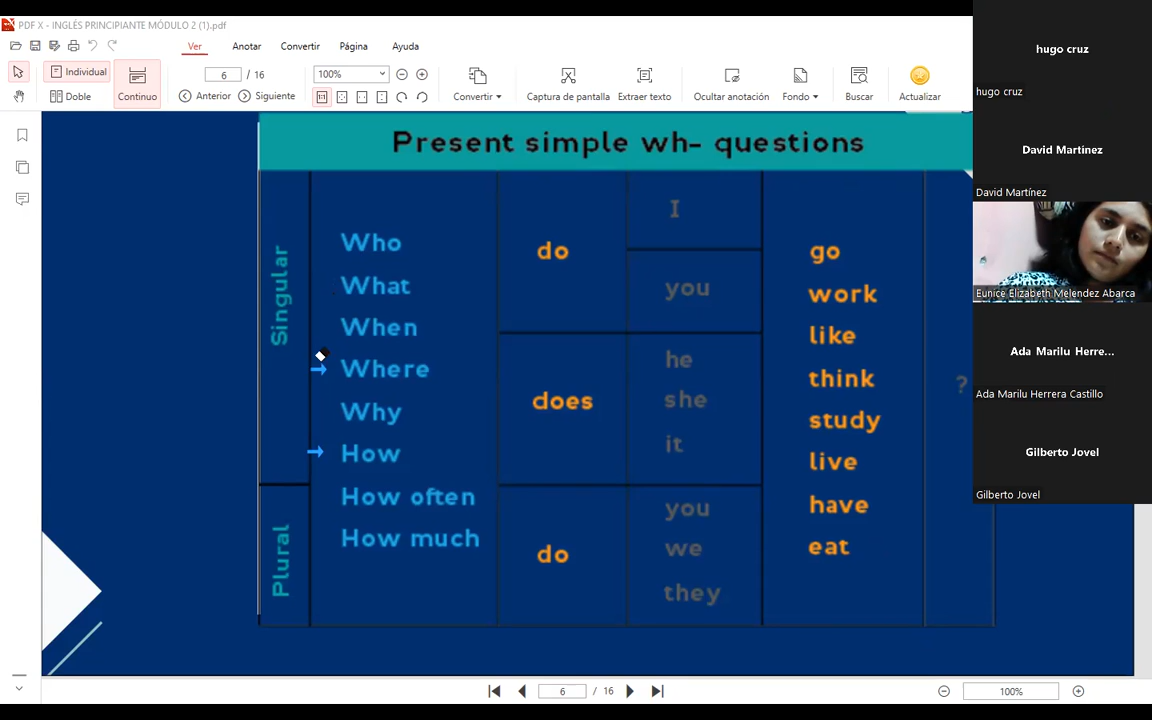 PDF X - INGLÉS PRINCIPIANTE MÓDULO 2 (1).pdf
Ver Anotar Convertir Página Ayuda
Individual
Doble
Continuo
6 / 16
Anterior Siguiente
100%
Convertir
Captura de pantalla
Extraer texto
Ocultar anotación
Fondo
Buscar
Actualizar
Present simple wh- questions
Singular
Plural
Who
What
When
Where
Why
How
How often
How much
do
does
do
I
you
he
she
it
you
we
they
go
work
like
think
study
live
have
eat
?
hugo cruz
hugo cruz
David Martínez
David Martínez
Eunice Elizabeth Melendez Abarca
Ada Marilu Herre...
Ada Marilu Herrera Castillo
Gilberto Jovel
Gilberto Jovel
6 / 16
100%